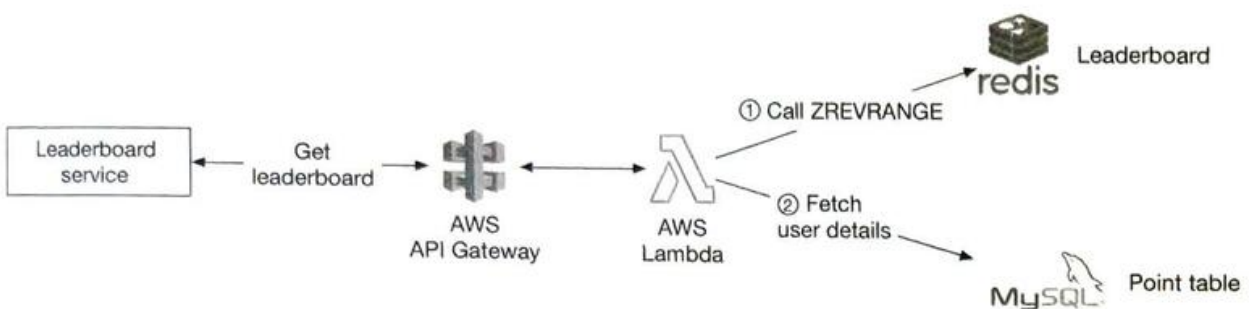 Leaderboard
service
Get
leaderboard
AWS
API Gateway
AWS
Lambda
① Call ZREVRANGE
redis
Leaderboard
② Fetch
user details
MySQL
Point table